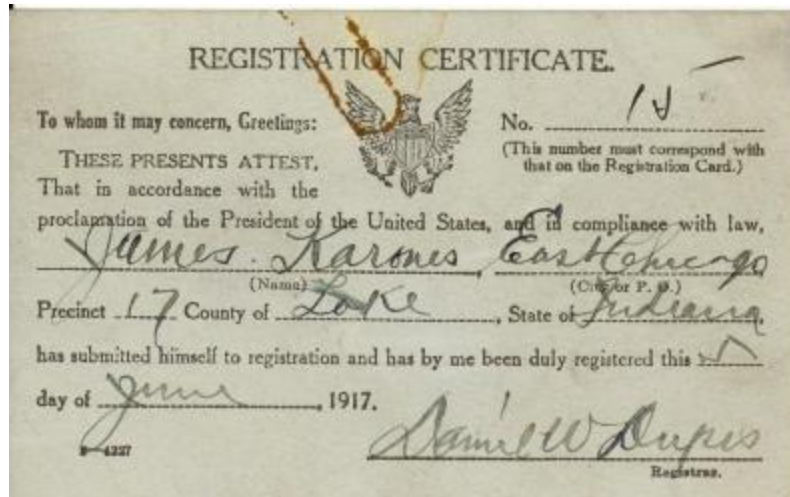 REGISTRATION CERTIFICATE.
To whom it may concern, Greetings:
No. 15
(This number must correspond with
that on the Registration Card.)
THESE PRESENTS ATTEST,
That in accordance with the
proclamation of the President of the United States, and in compliance with law,
James. Karones, East Chicago
(Name) (City or P. O.)
Precinct 17 County of Lake, State of Indiana,
has submitted himself to registration and has by me been duly registered this 5
day of June, 1917.
Daniel W
Registrar.